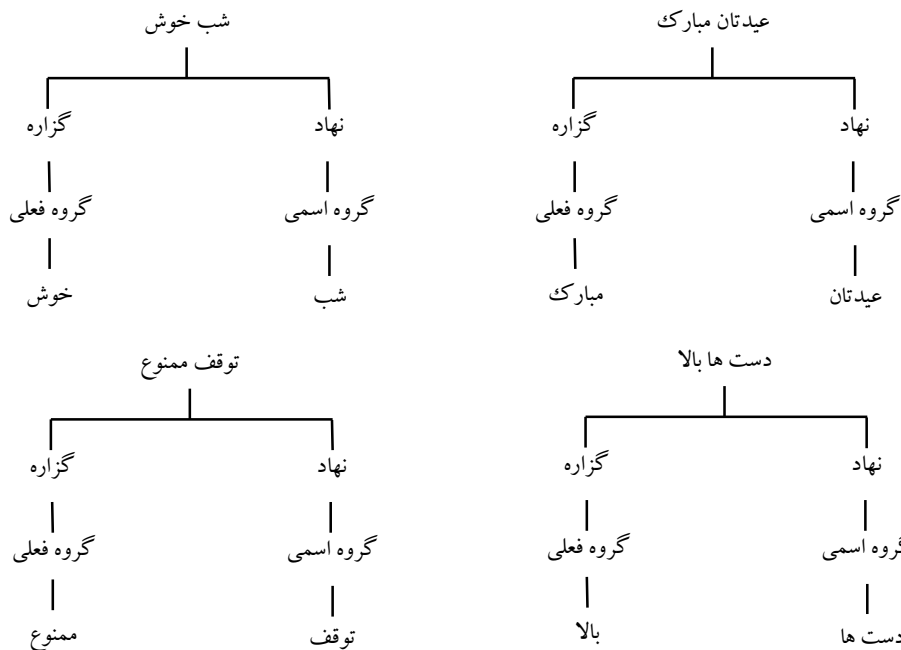 عیدتان مبارک
نهاد
گزاره
گروه اسمی
گروه فعلی
عیدتان
مبارک
شب خوش
نهاد
گزاره
گروه اسمی
گروه فعلی
شب
خوش
دست ها بالا
نهاد
گزاره
گروه اسمی
گروه فعلی
دست ها
بالا
توقف ممنوع
نهاد
گزاره
گروه اسمی
گروه فعلی
توقف
ممنوع